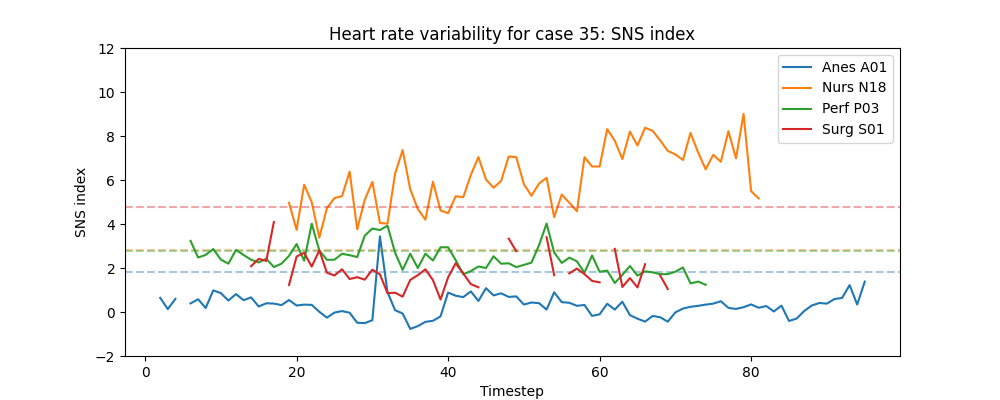 Heart rate variability for case 35: SNS index
12
10
8
6
4
2
0
−2
SNS index
0 20 40 60 80
Timestep
Anes A01
Nurs N18
Perf P03
Surg S01